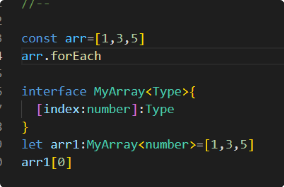 //--
const arr=[1,3,5]
arr.forEach
interface MyArray<Type>{
[index:number]:Type
}
let arr1:MyArray<number>=[1,3,5]
arr1[0]